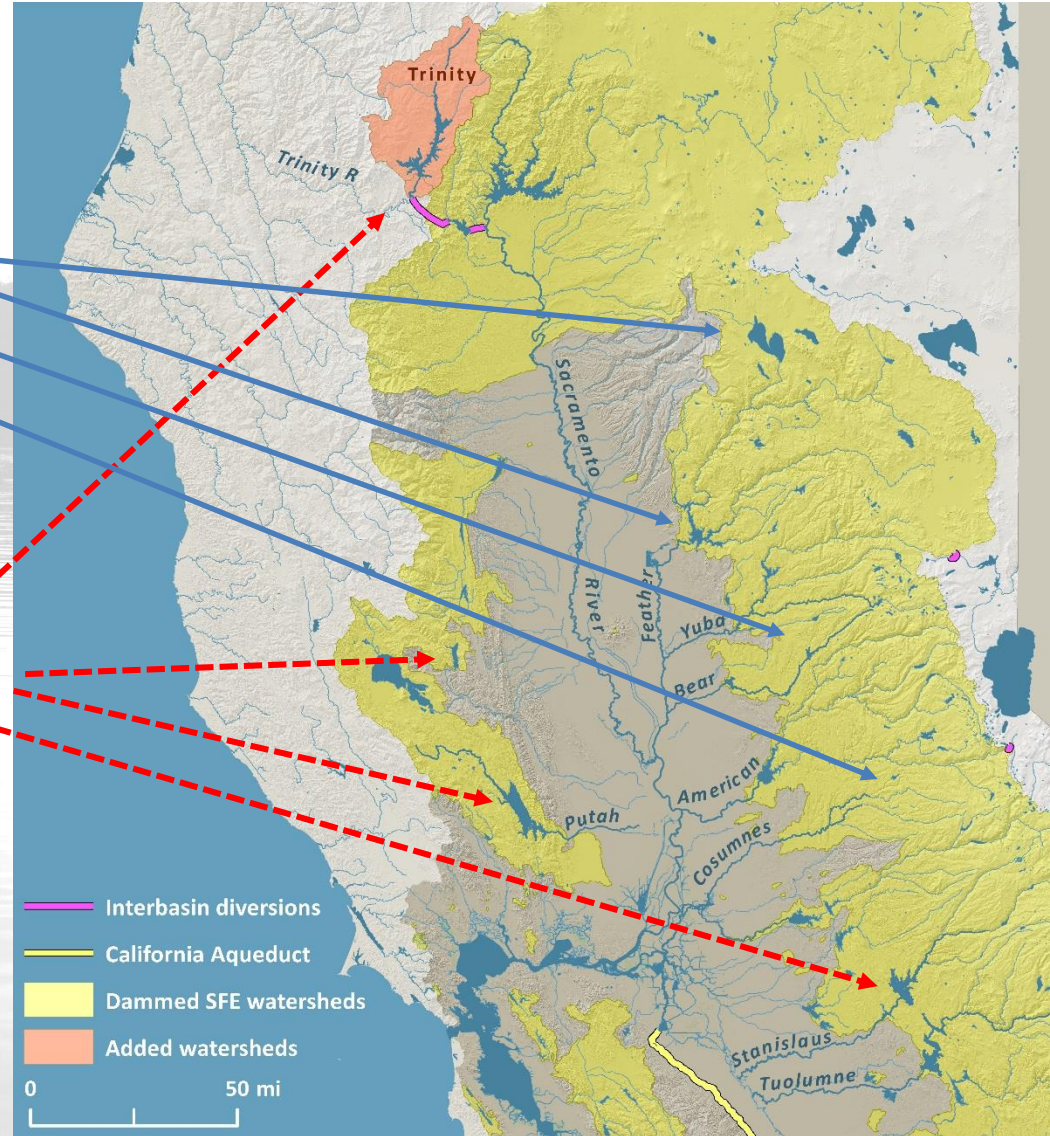 Trinity
Trinity R
Sacramento
River
Feather
Yuba
Bear
American
Putah
Cosumnes
Interbasin diversions
California Aqueduct
Dammed SFE watersheds
Added watersheds
0 50 mi
Stanislaus
Tuolumne